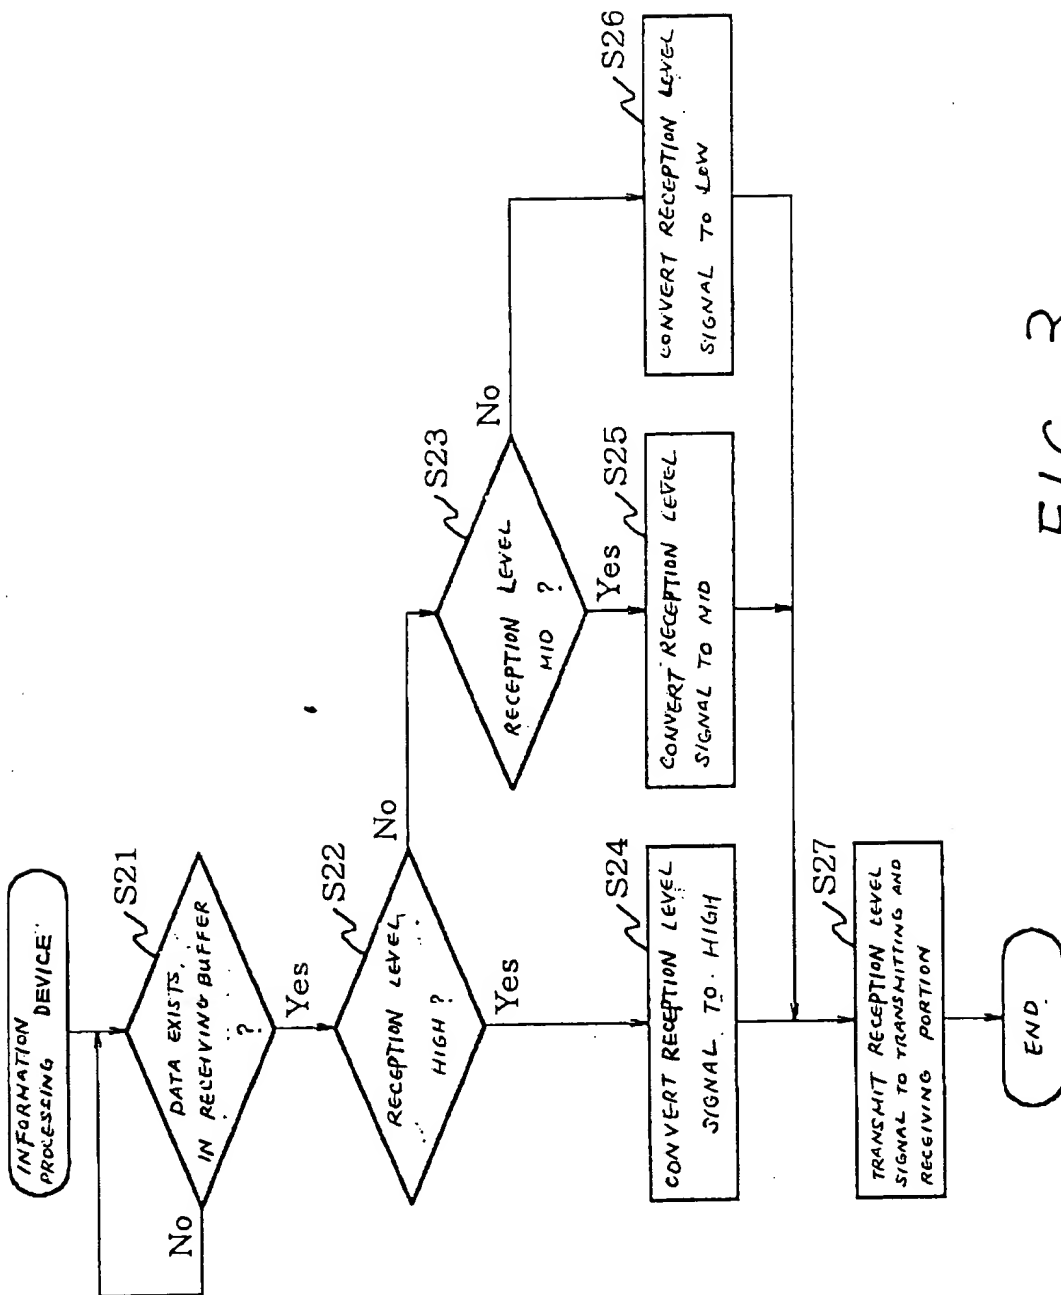 INFORMATION
PROCESSING DEVICE
S21
DATA EXISTS
IN RECEIVING BUFFER
?
No
Yes
S22
RECEPTION LEVEL
HIGH ?
No
Yes
S23
RECEPTION LEVEL
MID ?
No
Yes
S24
CONVERT RECEPTION LEVEL
SIGNAL TO HIGH
S25
CONVERT RECEPTION LEVEL
SIGNAL TO MID
S26
CONVERT RECEPTION LEVEL
SIGNAL TO LOW
S27
TRANSMIT RECEPTION LEVEL
SIGNAL TO TRANSMITTING AND
RECEIVING PORTION
END
FIG 3